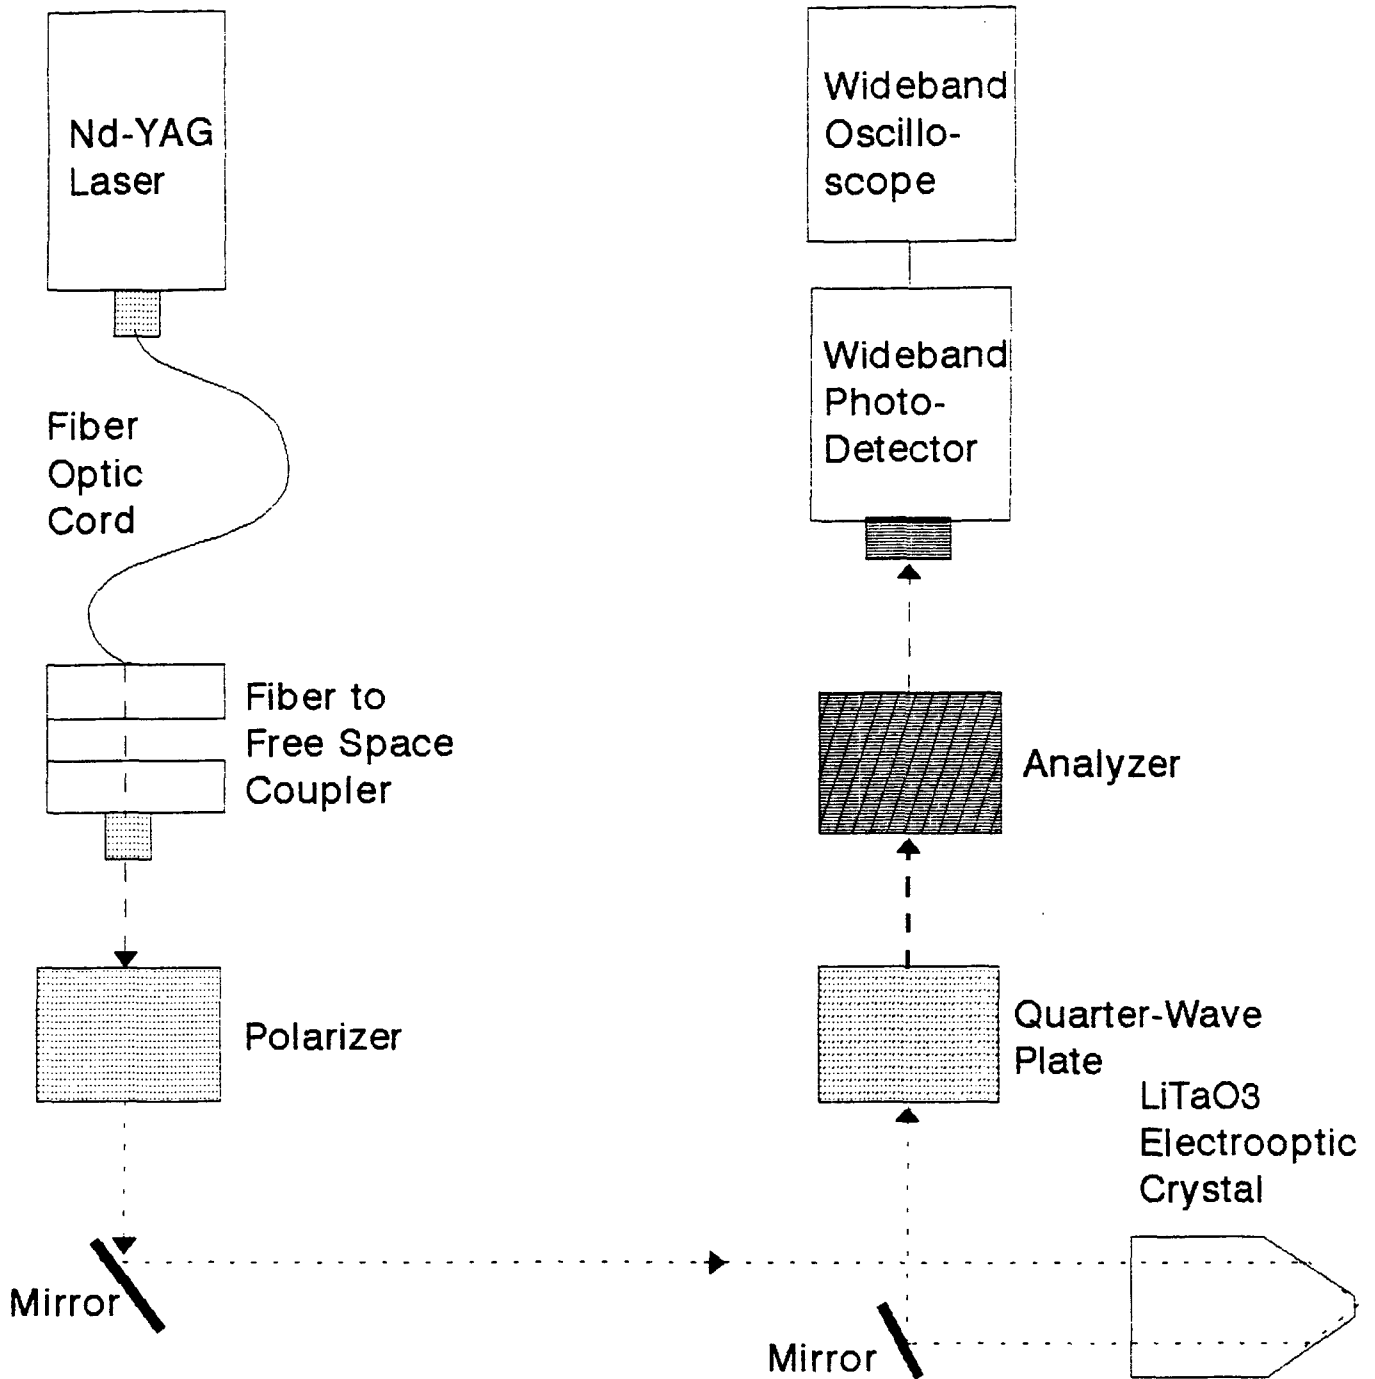 Nd-YAG
Laser
Fiber
Optic
Cord
Fiber to
Free Space
Coupler
Polarizer
Mirror
Wideband
Oscillo-
scope
Wideband
Photo-
Detector
Analyzer
Quarter-Wave
Plate
LiTaO3
Electrooptic
Crystal
Mirror